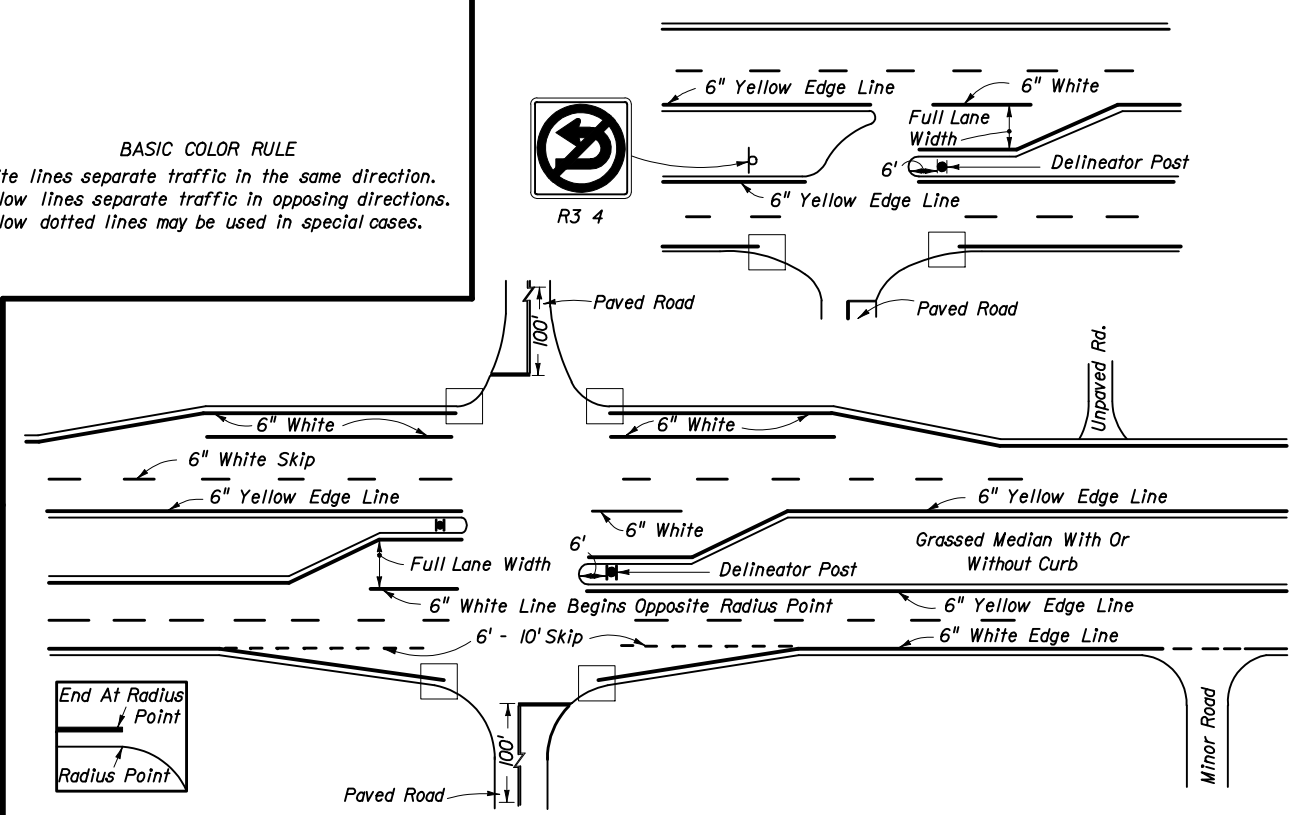 BASIC COLOR RULE
lines separate traffic in the same direction.
lines separate traffic in opposing directions.
dotted lines may be used in special cases.
6" Yellow Edge Line
6" White
Full Lane
Width
6'
Delineator Post
6" Yellow Edge Line
R3 4
Paved Road
100'
Paved Road
Unpaved Rd.
6" White
6" White
6" White Skip
6" Yellow Edge Line
6" Yellow Edge Line
6" White
6'
Grassed Median With Or
Without Curb
Full Lane Width
Delineator Post
6" White Line Begins Opposite Radius Point
6" Yellow Edge Line
6' - 10' Skip
6" White Edge Line
End At Radius
Point
Radius Point
100'
Paved Road
Minor Road